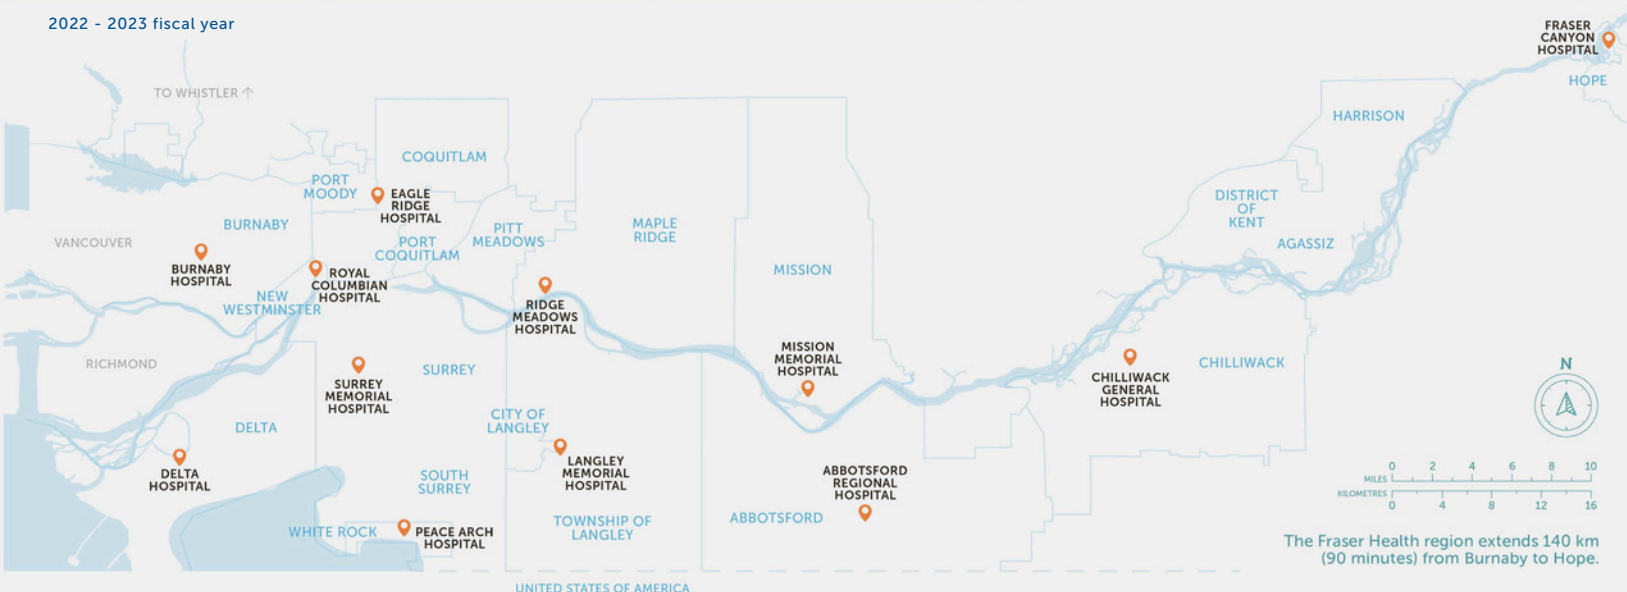 2022 - 2023 fiscal year
FRASER
CANYON
HOSPITAL
HOPE
TO WHISTLER ↑
HARRISON
COQUITLAM
PORT
MOODY
EAGLE
RIDGE
HOSPITAL
DISTRICT
OF
KENT
BURNABY
PITT
MEADOWS
MAPLE
RIDGE
VANCOUVER
PORT
COQUITLAM
AGASSIZ
BURNABY
HOSPITAL
ROYAL
COLUMBIAN
HOSPITAL
MISSION
NEW
WESTMINSTER
RIDGE
MEADOWS
HOSPITAL
RICHMOND
SURREY
MEMORIAL
HOSPITAL
SURREY
MISSION
MEMORIAL
HOSPITAL
CHILLIWACK
GENERAL
HOSPITAL
CHILLIWACK
N
DELTA
CITY OF
LANGLEY
DELTA
HOSPITAL
SOUTH
SURREY
LANGLEY
MEMORIAL
HOSPITAL
ABBOTSFORD
REGIONAL
HOSPITAL
0 2 4 6 8 10
MILES
KILOMETRES
0 4 8 12 16
WHITE ROCK
PEACE ARCH
HOSPITAL
TOWNSHIP OF
LANGLEY
ABBOTSFORD
The Fraser Health region extends 140 km
(90 minutes) from Burnaby to Hope.
UNITED STATES OF AMERICA